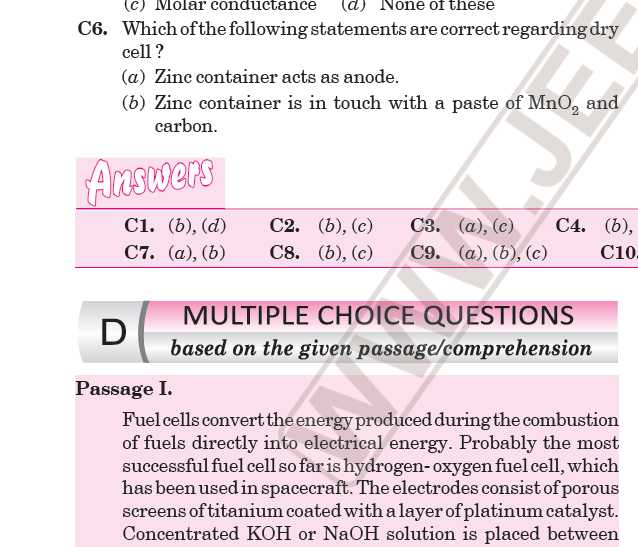 (c) Molar conductance (d) None of these
C6. Which of the following statements are correct regarding dry
cell ?
(a) Zinc container acts as anode.
(b) Zinc container is in touch with a paste of MnO₂ and
carbon.
Answers
C1. (b), (d) C2. (b), (c) C3. (a), (c) C4. (b),
C7. (a), (b) C8. (b), (c) C9. (a), (b), (c) C10.
D MULTIPLE CHOICE QUESTIONS
based on the given passage/comprehension
Passage I.
Fuel cells convert the energy produced during the combustion
of fuels directly into electrical energy. Probably the most
successful fuel cell so far is hydrogen- oxygen fuel cell, which
has been used in spacecraft. The electrodes consist of porous
screens of titanium coated with a layer of platinum catalyst.
Concentrated KOH or NaOH solution is placed between
WWW.JEE